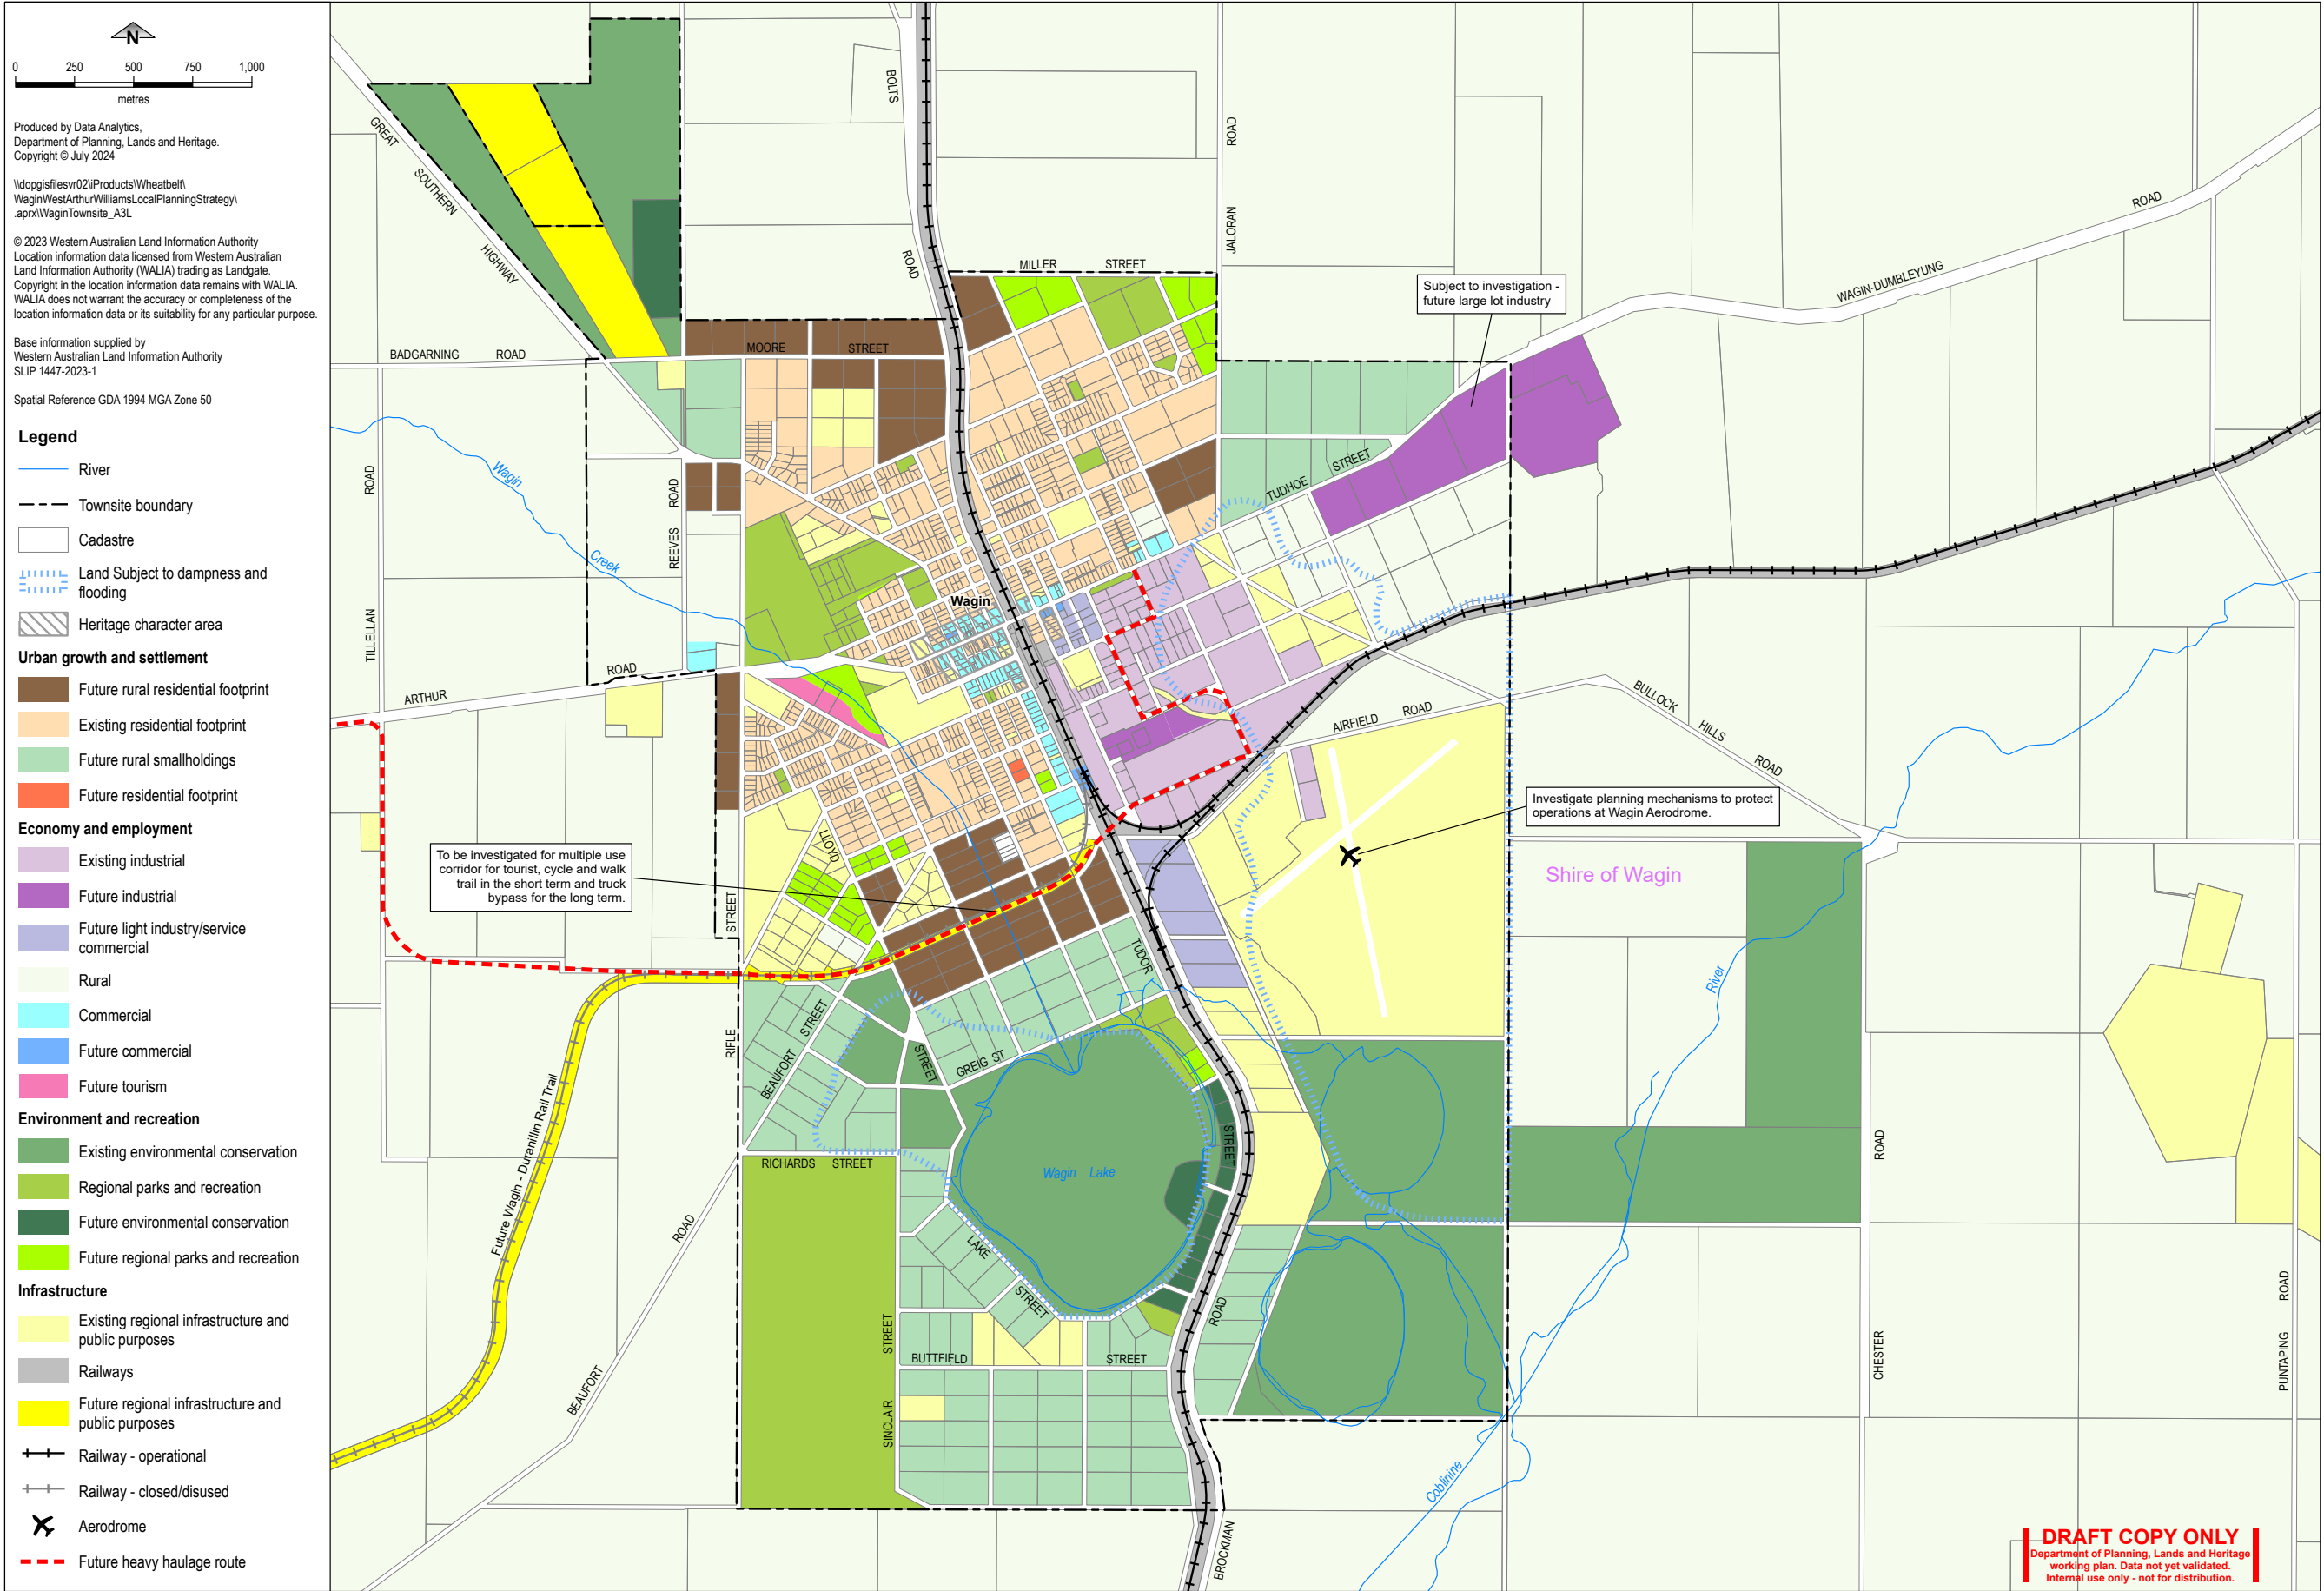 N
0 250 500 750 1,000
metres
Produced by Data Analytics,
Department of Planning, Lands and Heritage.
Copyright © July 2024
\\dopgisfilesvr02\iProducts\Wheatbelt\
WaginWestArthurWilliamsLocalPlanningStrategy\
.aprx\WaginTownsite_A3L
© 2023 Western Australian Land Information Authority
Location information data licensed from Western Australian
Land Information Authority (WALIA) trading as Landgate.
Copyright in the location information data remains with WALIA.
WALIA does not warrant the accuracy or completeness of the
location information data or its suitability for any particular purpose.
Base information supplied by
Western Australian Land Information Authority
SLIP 1447-2023-1
Spatial Reference GDA 1994 MGA Zone 50
Legend
River
Townsite boundary
Cadastre
Land Subject to dampness and
flooding
Heritage character area
Urban growth and settlement
Future rural residential footprint
Existing residential footprint
Future rural smallholdings
Future residential footprint
Economy and employment
Existing industrial
Future industrial
Future light industry/service
commercial
Rural
Commercial
Future commercial
Future tourism
Environment and recreation
Existing environmental conservation
Regional parks and recreation
Future environmental conservation
Future regional parks and recreation
Infrastructure
Existing regional infrastructure and
public purposes
Railways
Future regional infrastructure and
public purposes
Railway - operational
Railway - closed/disused
Aerodrome
Future heavy haulage route
GREAT
SOUTHERN
HIGHWAY
BOLTS
ROAD
JALORAN
ROAD
MILLER STREET
Subject to investigation -
future large lot industry
WAGIN-DUMBLEYUNG
ROAD
BADGARNING ROAD
MOORE STREET
TILLELLAN
ROAD
Wagin
Creek
REEVES
ROAD
TUDHOE
STREET
Wagin
ARTHUR
ROAD
AIRFIELD ROAD
BULLOCK
HILLS
ROAD
Investigate planning mechanisms to protect
operations at Wagin Aerodrome.
To be investigated for multiple use
corridor for tourist, cycle and walk
trail in the short term and truck
bypass for the long term.
LLOYD
STREET
RIFLE
STREET
TUDOR
STREET
Shire of Wagin
River
BEAUFORT
STREET
GREIG ST
RICHARDS STREET
Wagin Lake
Future Wagin - Duranillin Rail Trail
BEAUFORT
ROAD
LAKE
STREET
BUTTFIELD STREET
SINCLAIR
STREET
BROCKMAN
ROAD
Coblinine
CHESTER
ROAD
PUNTAPING
ROAD
DRAFT COPY ONLY
Department of Planning, Lands and Heritage
working plan. Data not yet validated.
Internal use only - not for distribution.